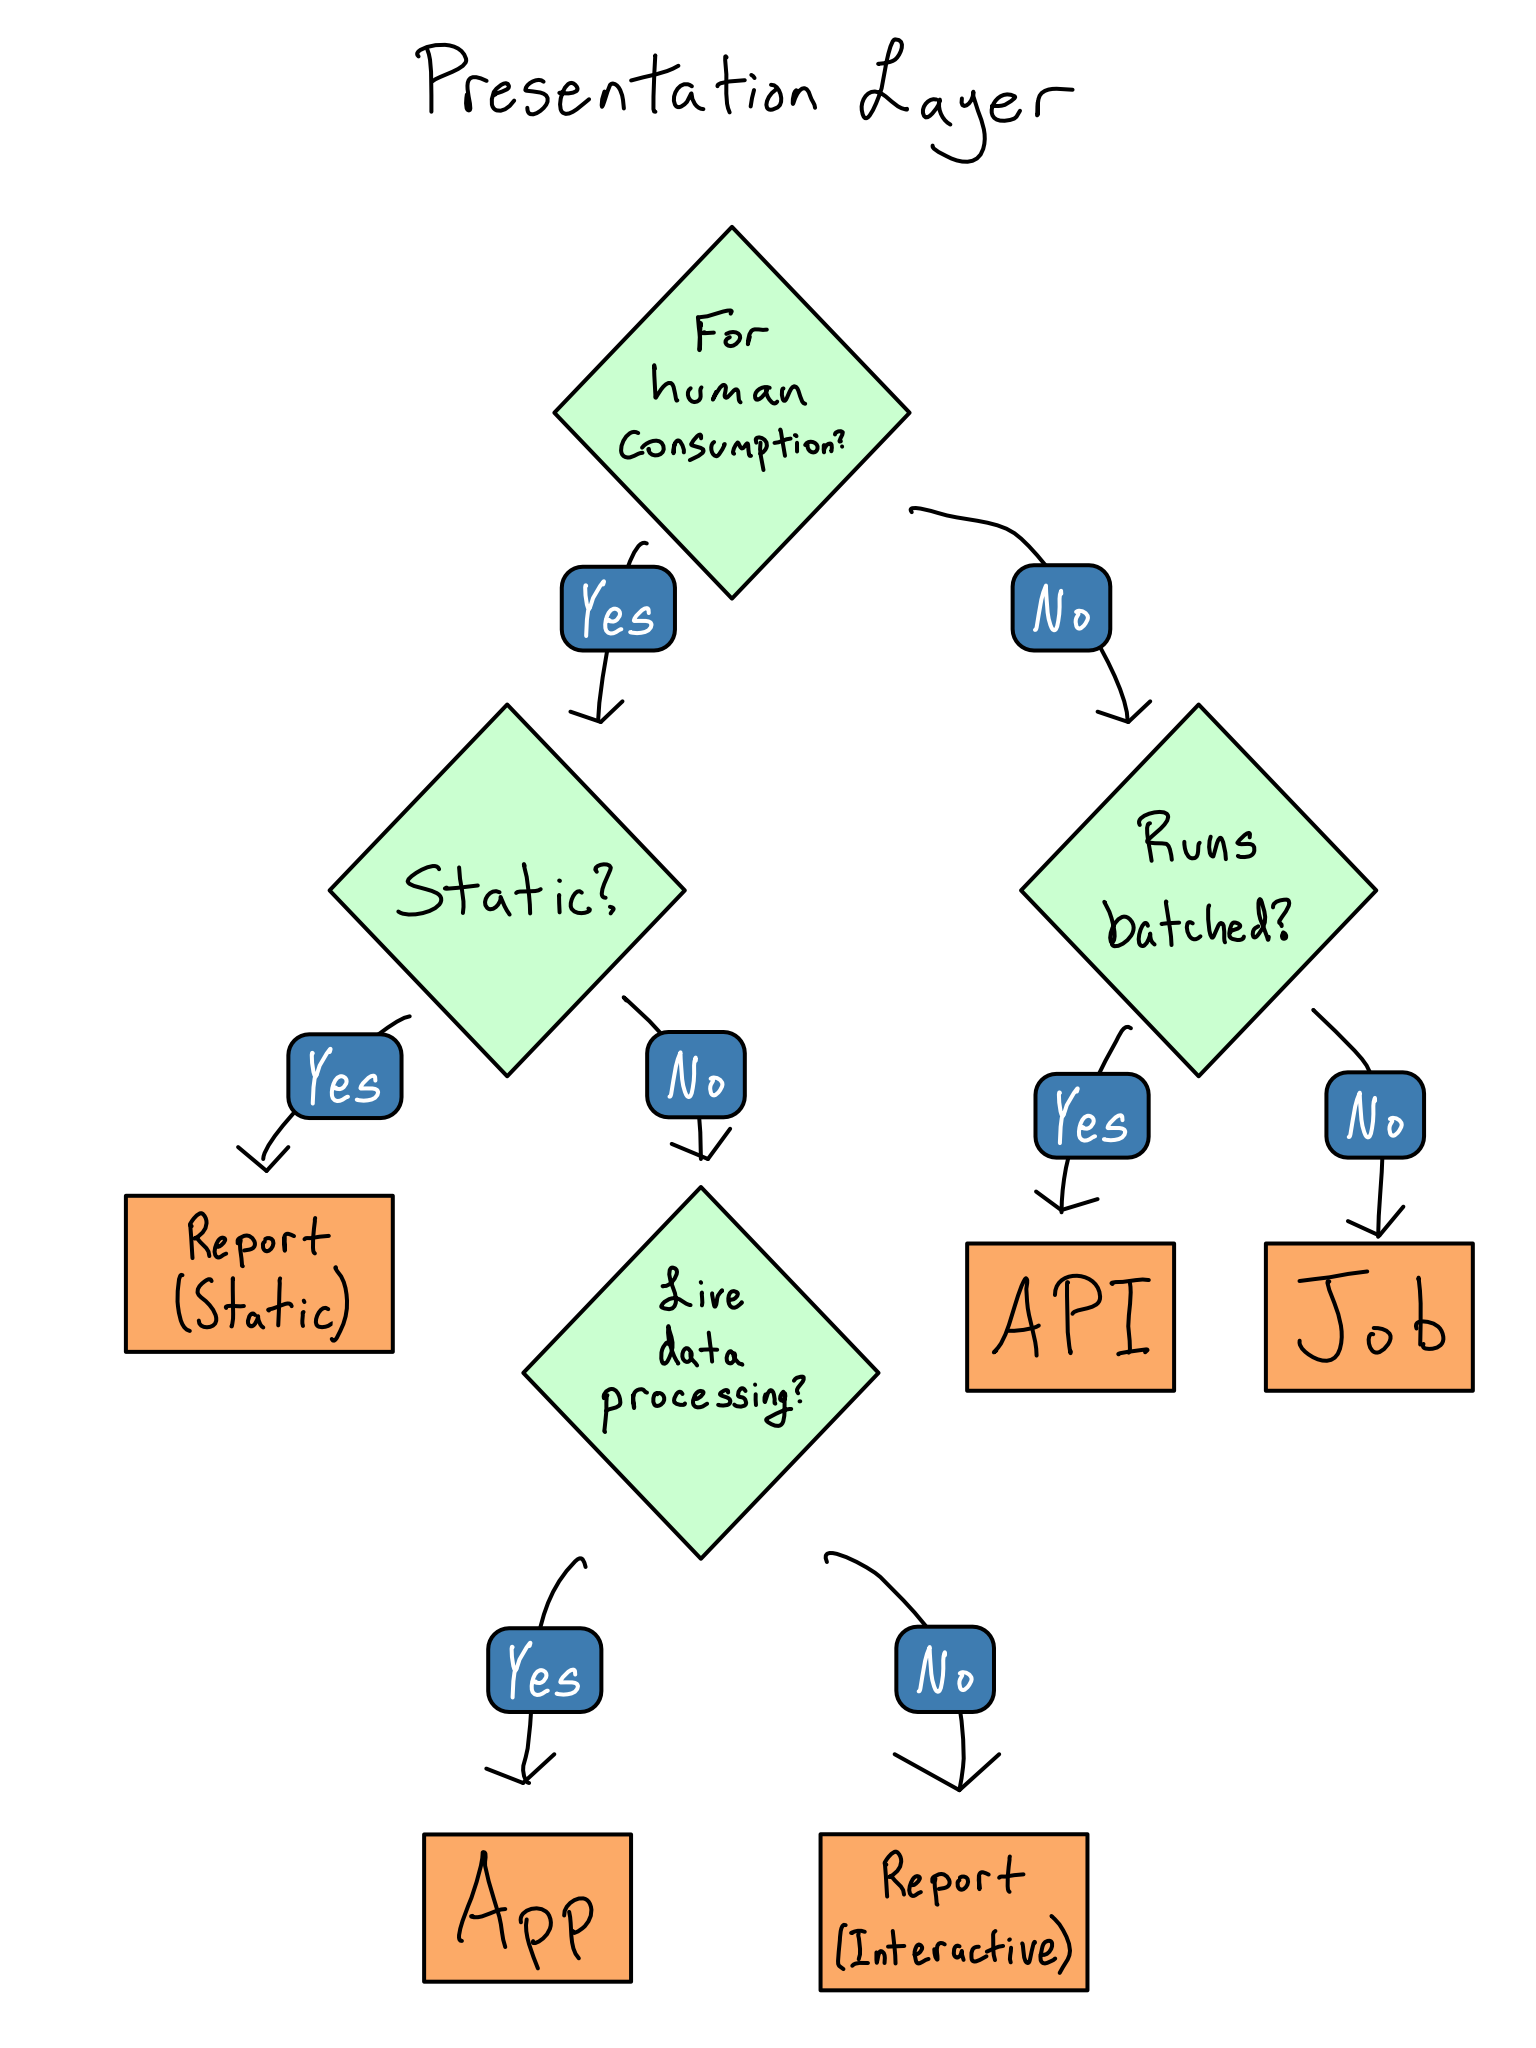 Presentation Layer
For
human
Consumption?
Yes
No
Static?
Runs
batched?
Yes
No
Yes
No
Report
(Static)
Live
data
processing?
API
Job
Yes
No
App
Report
(Interactive)